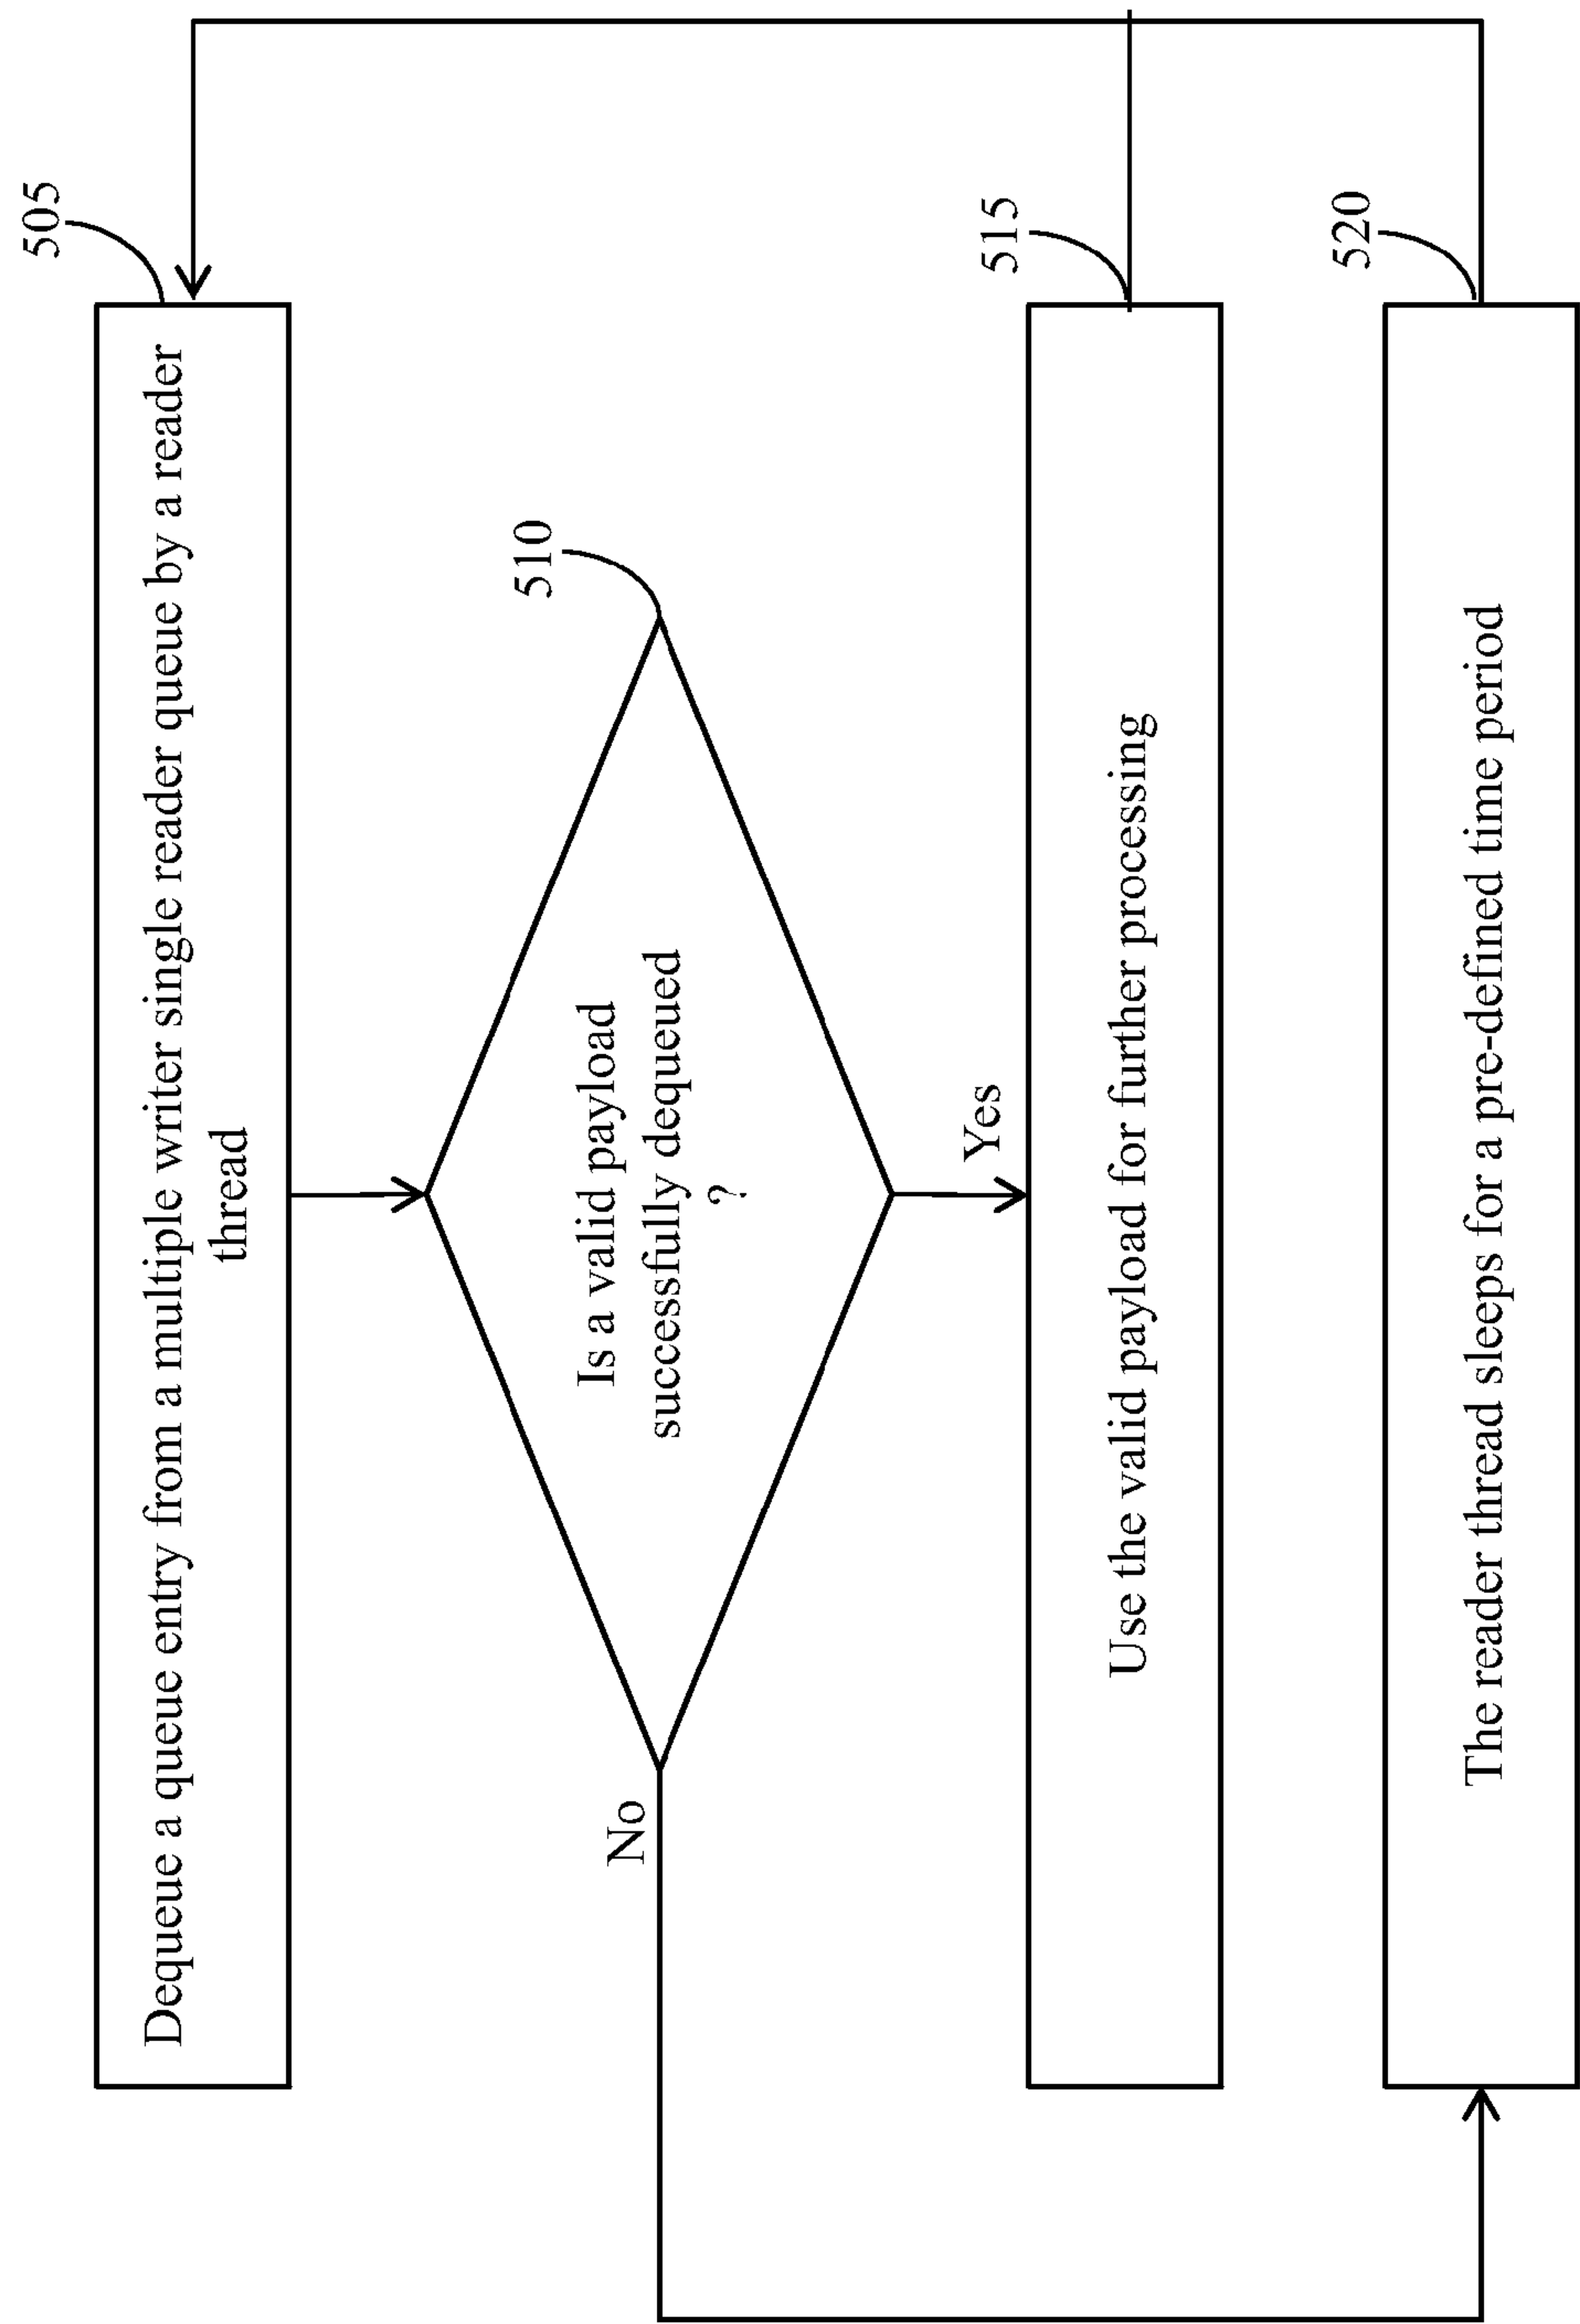 505
Dequeue a queue entry from a multiple writer single reader queue by a reader
thread
510
Is a valid payload
successfully dequeued
?
No
Yes
515
Use the valid payload for further processing
520
The reader thread sleeps for a pre-defined time period